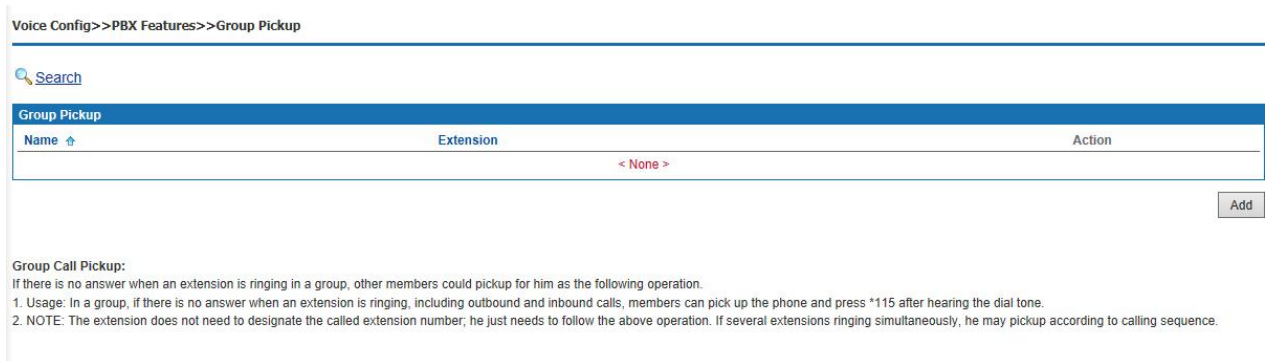 Voice Config>>PBX Features>>Group Pickup
Search
Group Pickup
Name Extension Action
< None >
Add
Group Call Pickup:
If there is no answer when an extension is ringing in a group, other members could pickup for him as the following operation.
1. Usage: In a group, if there is no answer when an extension is ringing, including outbound and inbound calls, members can pick up the phone and press *115 after hearing the dial tone.
2. NOTE: The extension does not need to designate the called extension number; he just needs to follow the above operation. If several extensions ringing simultaneously, he may pickup according to calling sequence.